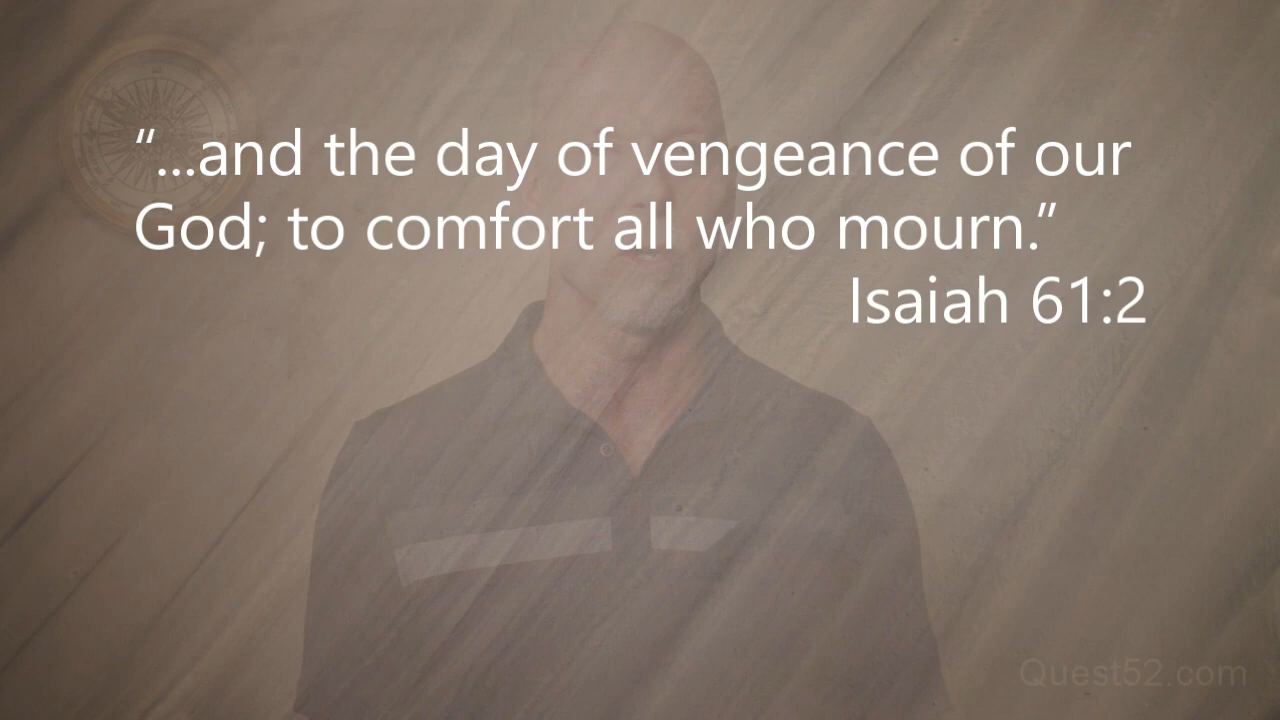 “...and the day of vengeance of our
God; to comfort all who mourn.”
Isaiah 61:2
Quest52.com